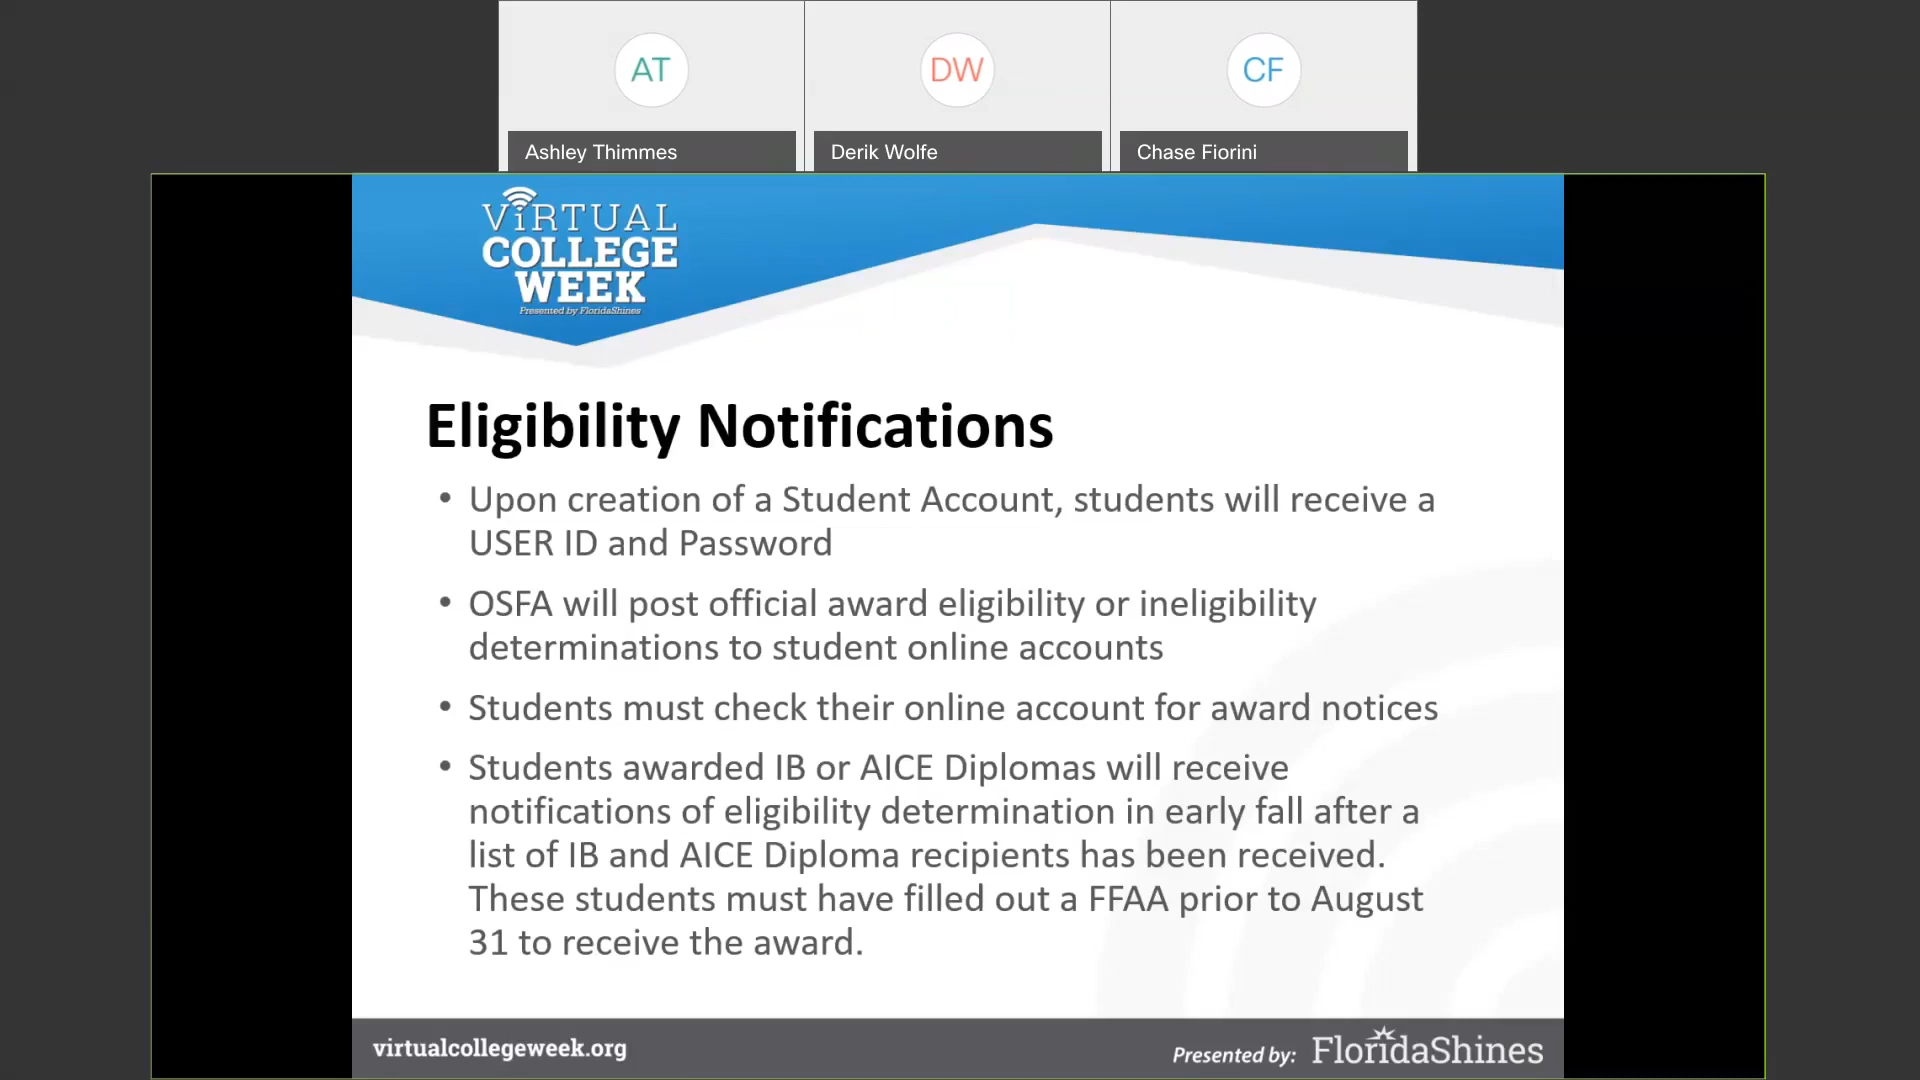 AT
DW
CF
Ashley Thimmes
Derik Wolfe
Chase Fiorini
ViRTUAL
COLLEGE
WEEK
Presented by FloridaShines
Eligibility Notifications
• Upon creation of a Student Account, students will receive a
USER ID and Password
• OSFA will post official award eligibility or ineligibility
determinations to student online accounts
• Students must check their online account for award notices
• Students awarded IB or AICE Diplomas will receive
notifications of eligibility determination in early fall after a
list of IB and AICE Diploma recipients has been received.
These students must have filled out a FFAA prior to August
31 to receive the award.
virtualcollegeweek.org
Presented by: FloridaShines